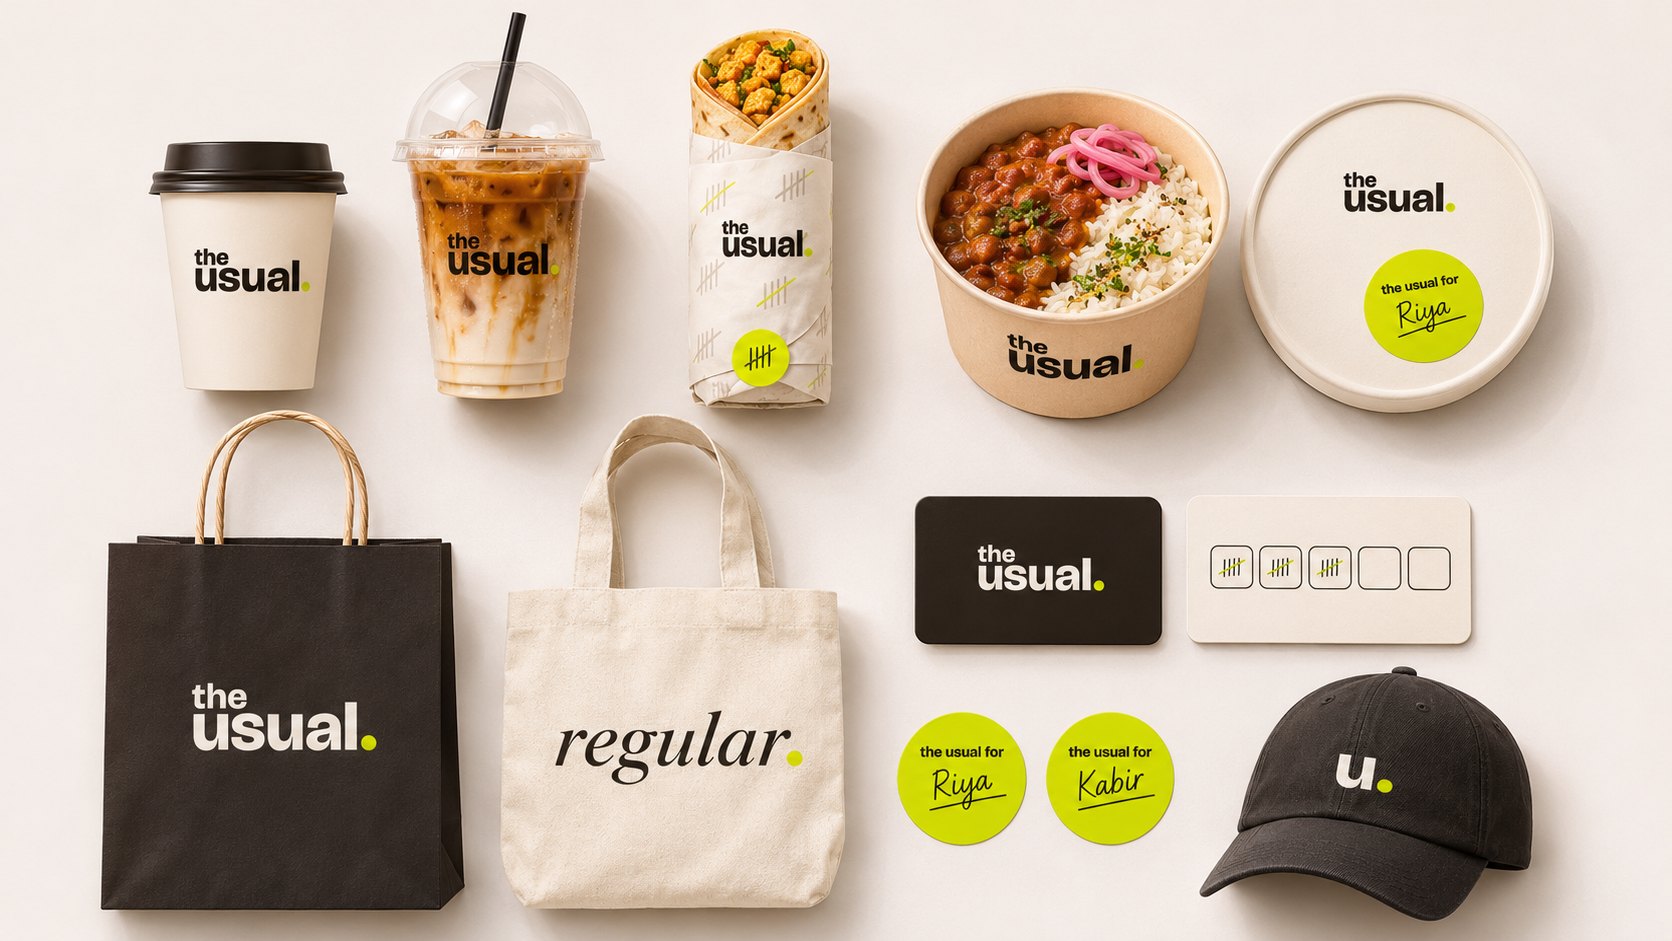 the
usual.
the
usual.
the
usual.
the
usual.
the
usual.
the usual for
Riya
the
usual.
regular.
the
usual.
the usual for
Riya
the usual for
Kabir
u.